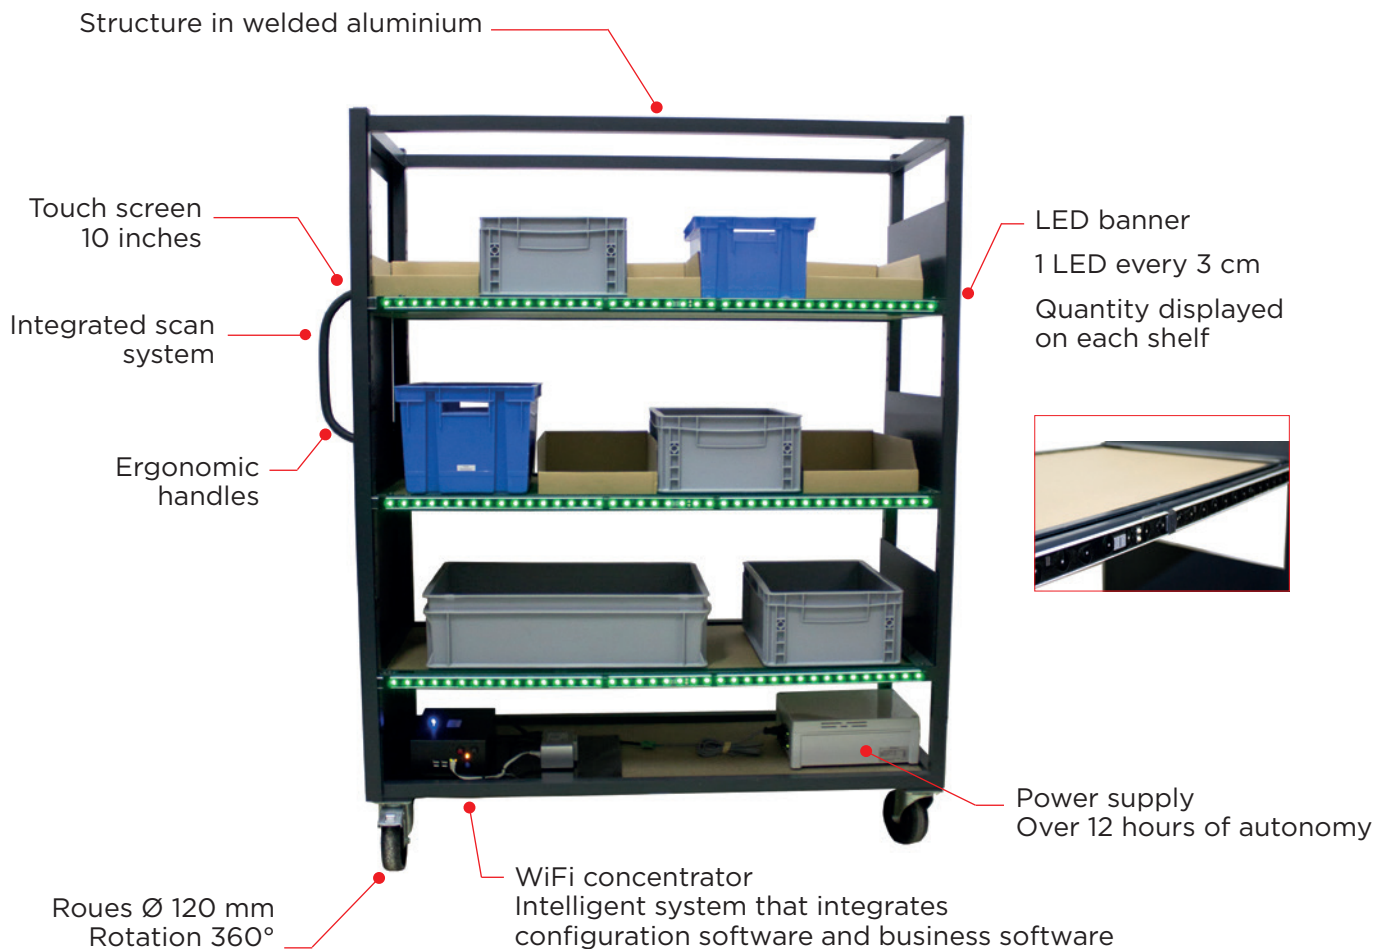 Structure in welded aluminium
Touch screen
10 inches
Integrated scan
system
Ergonomic
handles
LED banner
1 LED every 3 cm
Quantity displayed
on each shelf
Power supply
Over 12 hours of autonomy
WiFi concentrator
Intelligent system that integrates
configuration software and business software
Roues Ø 120 mm
Rotation 360°